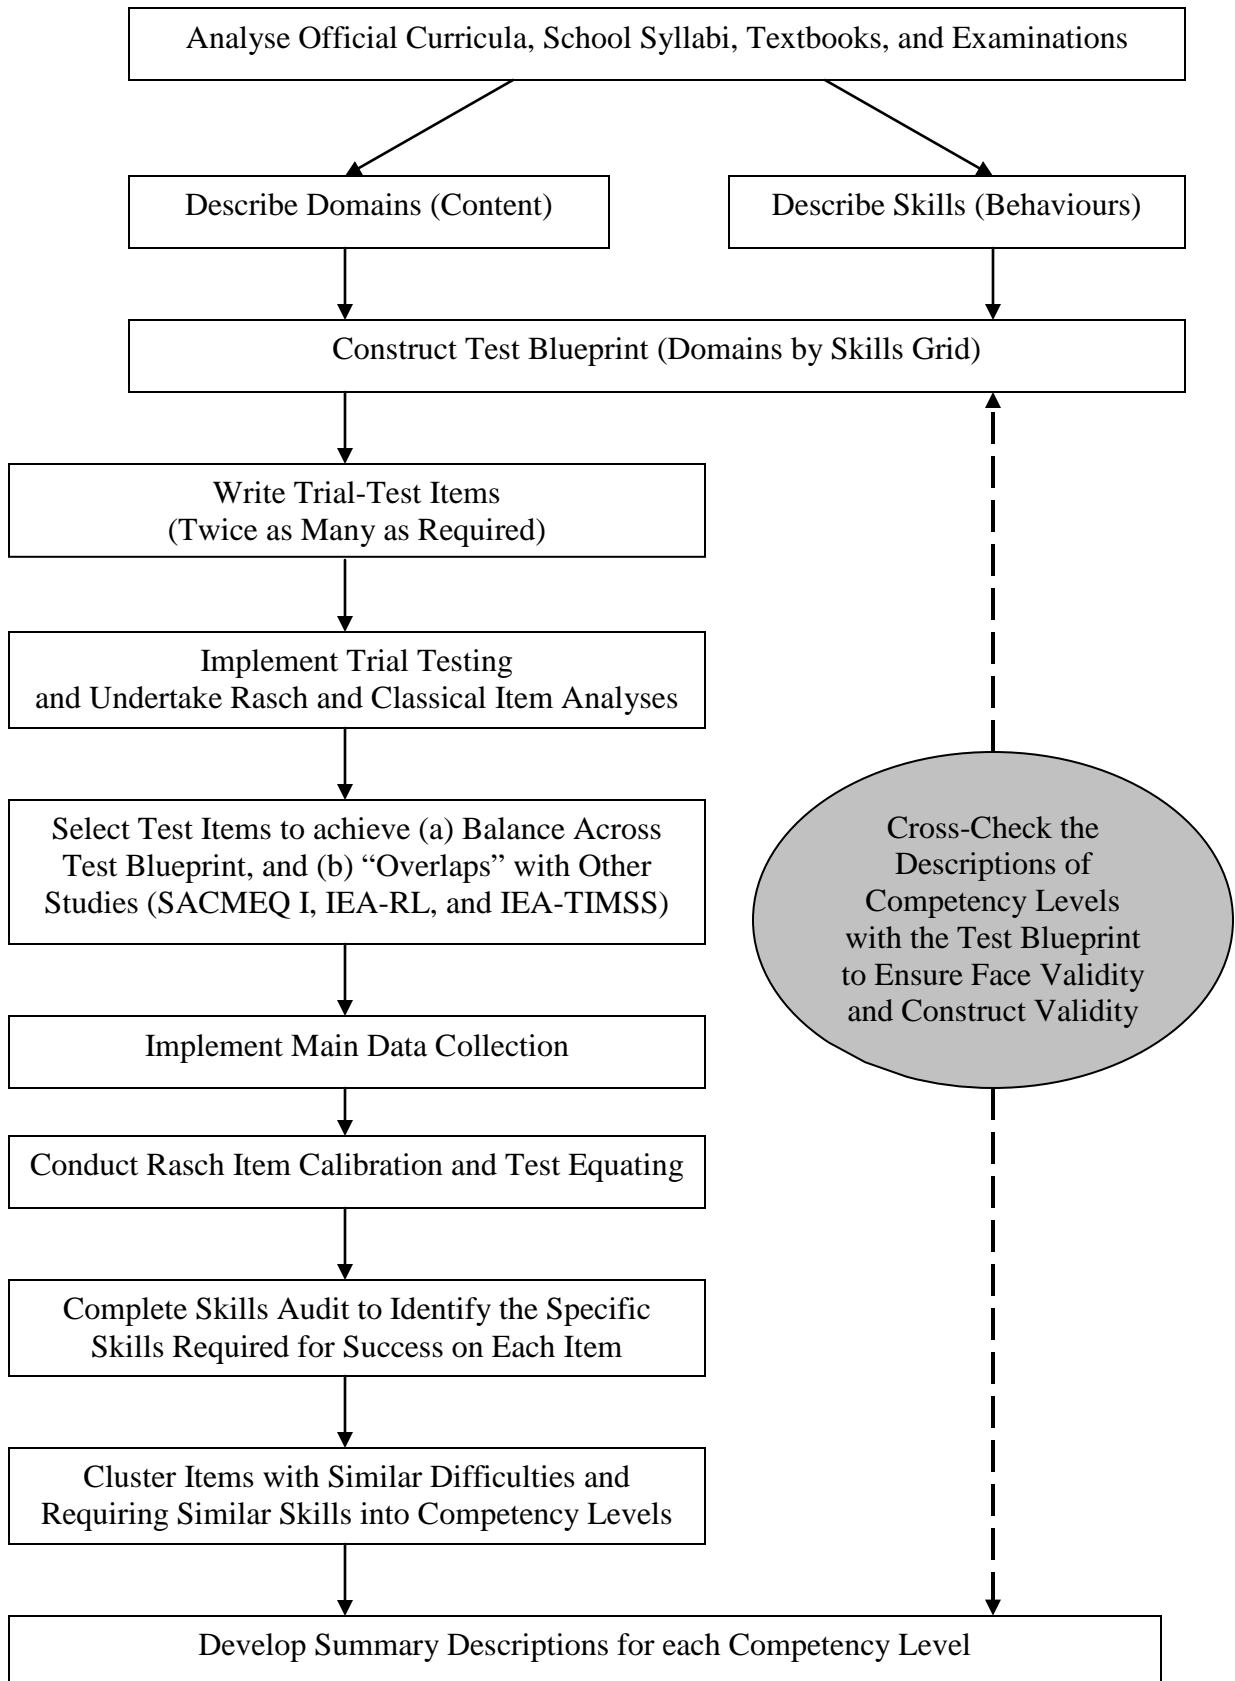 Analyse Official Curricula, School Syllabi, Textbooks, and Examinations
Describe Domains (Content)
Describe Skills (Behaviours)
Construct Test Blueprint (Domains by Skills Grid)
Write Trial-Test Items
(Twice as Many as Required)
Implement Trial Testing
and Undertake Rasch and Classical Item Analyses
Select Test Items to achieve (a) Balance Across
Test Blueprint, and (b) “Overlaps” with Other
Studies (SACMEQ I, IEA-RL, and IEA-TIMSS)
Cross-Check the
Descriptions of
Competency Levels
with the Test Blueprint
to Ensure Face Validity
and Construct Validity
Implement Main Data Collection
Conduct Rasch Item Calibration and Test Equating
Complete Skills Audit to Identify the Specific
Skills Required for Success on Each Item
Cluster Items with Similar Difficulties and
Requiring Similar Skills into Competency Levels
Develop Summary Descriptions for each Competency Level